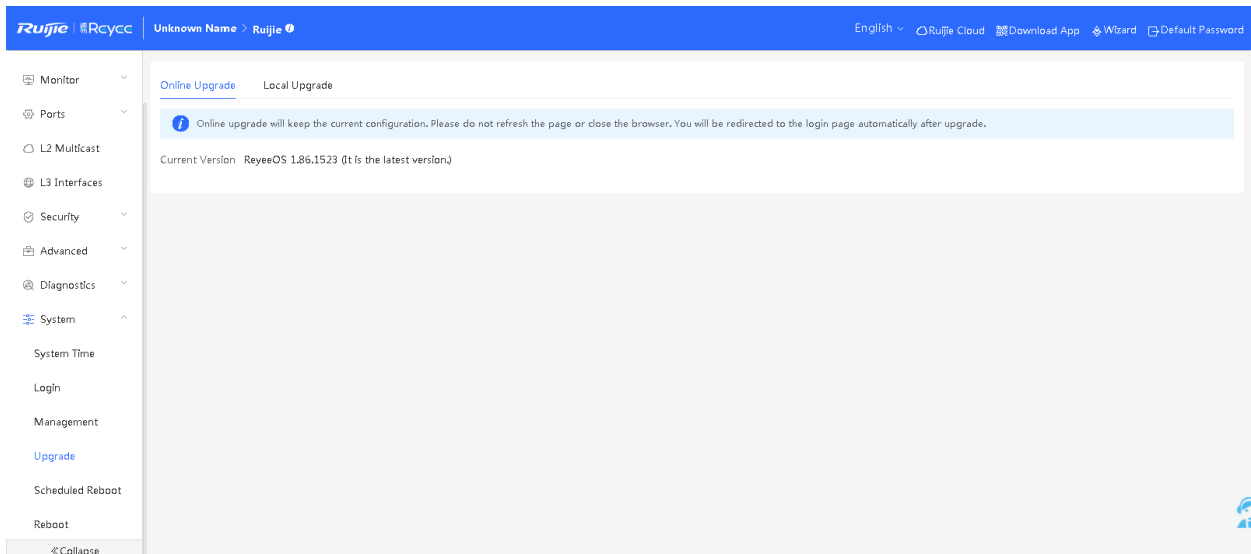 Ruijie | Rcycc
Unknown Name > Ruijie
English
Ruijie Cloud
Download App
Wizard
Default Password
Monitor
Ports
L2 Multicast
L3 Interfaces
Security
Advanced
Diagnostics
System
System Time
Login
Management
Upgrade
Scheduled Reboot
Reboot
≪Collapse
Online Upgrade
Local Upgrade
Online upgrade will keep the current configuration. Please do not refresh the page or close the browser. You will be redirected to the login page automatically after upgrade.
Current Version ReyeeOS 1.86.1523 (It is the latest version.)